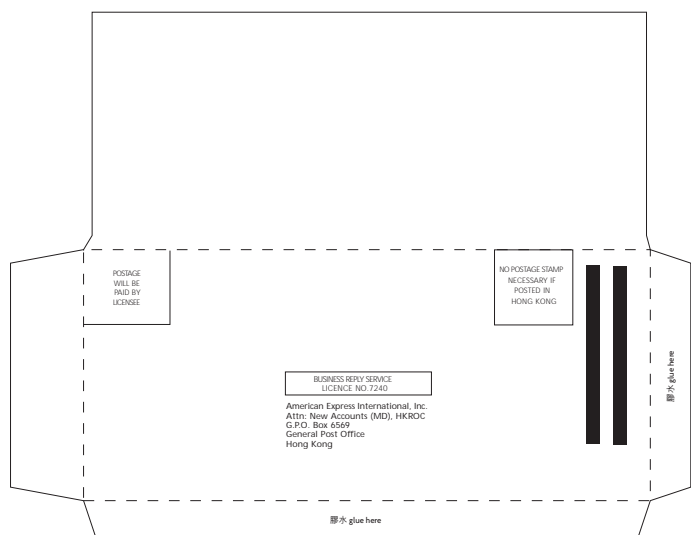 POSTAGE
WILL BE
PAID BY
LICENSEE
NO POSTAGE STAMP
NECESSARY IF
POSTED IN
HONG KONG
BUSINESS REPLY SERVICE
LICENCE NO.7240
American Express International, Inc.
Attn: New Accounts (MD), HKROC
G.P.O. Box 6569
General Post Office
Hong Kong
膠水 glue here
膠水 glue here